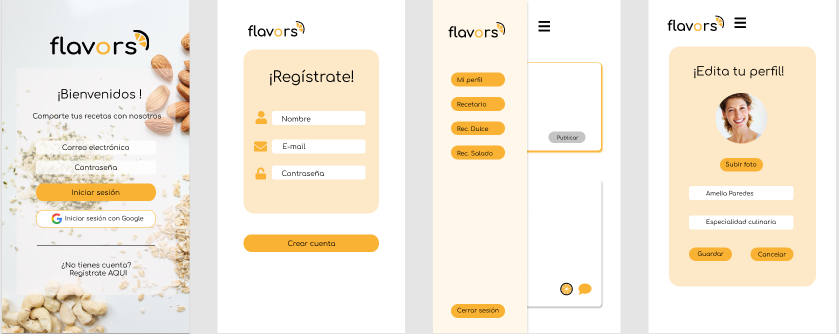 flavors
¡Bienvenidos !
Comparte tus recetas con nosotros
Correo electrónico
Contraseña
Iniciar sesión
Iniciar sesión con Google
¿No tienes cuenta?
Registrate AQUI
flavors
¡Regístrate!
Nombre
E-mail
Contraseña
Crear cuenta
flavors
Mi perfil
Recetario
Rec. Dulce
Rec. Salado
Cerrar sesión
Publicar
flavors
¡Edita tu perfil!
Subir foto
Amelia Paredes
Especialidad culinaria
Guardar
Cancelar